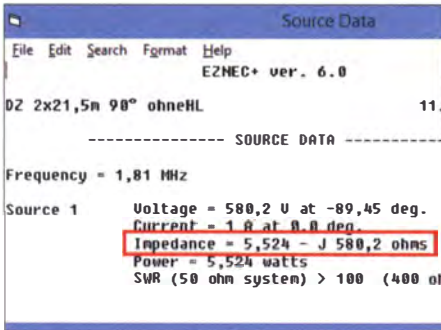 Source Data
File Edit Search Format Help
EZNEC+ ver. 6.0
DZ 2x21,5m 90° ohneHL 11.
--------------- SOURCE DATA -----------
Frequency = 1,81 MHz
Source 1 Voltage = 580,2 V at -89,45 deg.
Current = 1 A at 0.0 deg.
Impedance = 5,524 - J 580,2 ohms
Power = 5,524 watts
SWR (50 ohm system) > 100 (400 o